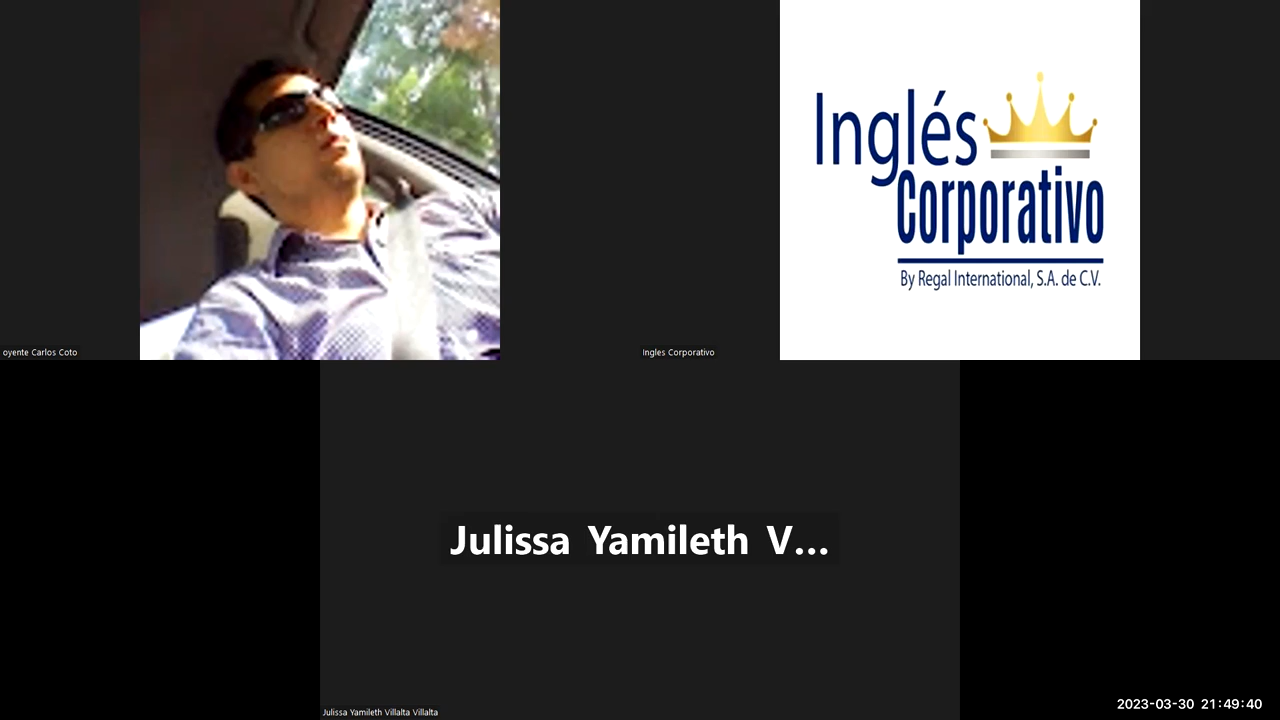 Inglés
Corporativo
By Regal International, S.A. de C.V.
oyente Carlos Coto
Ingles Corporativo
Julissa Yamileth V...
Julissa Yamileth Villalta Villalta
2023-03-30 21:49:40